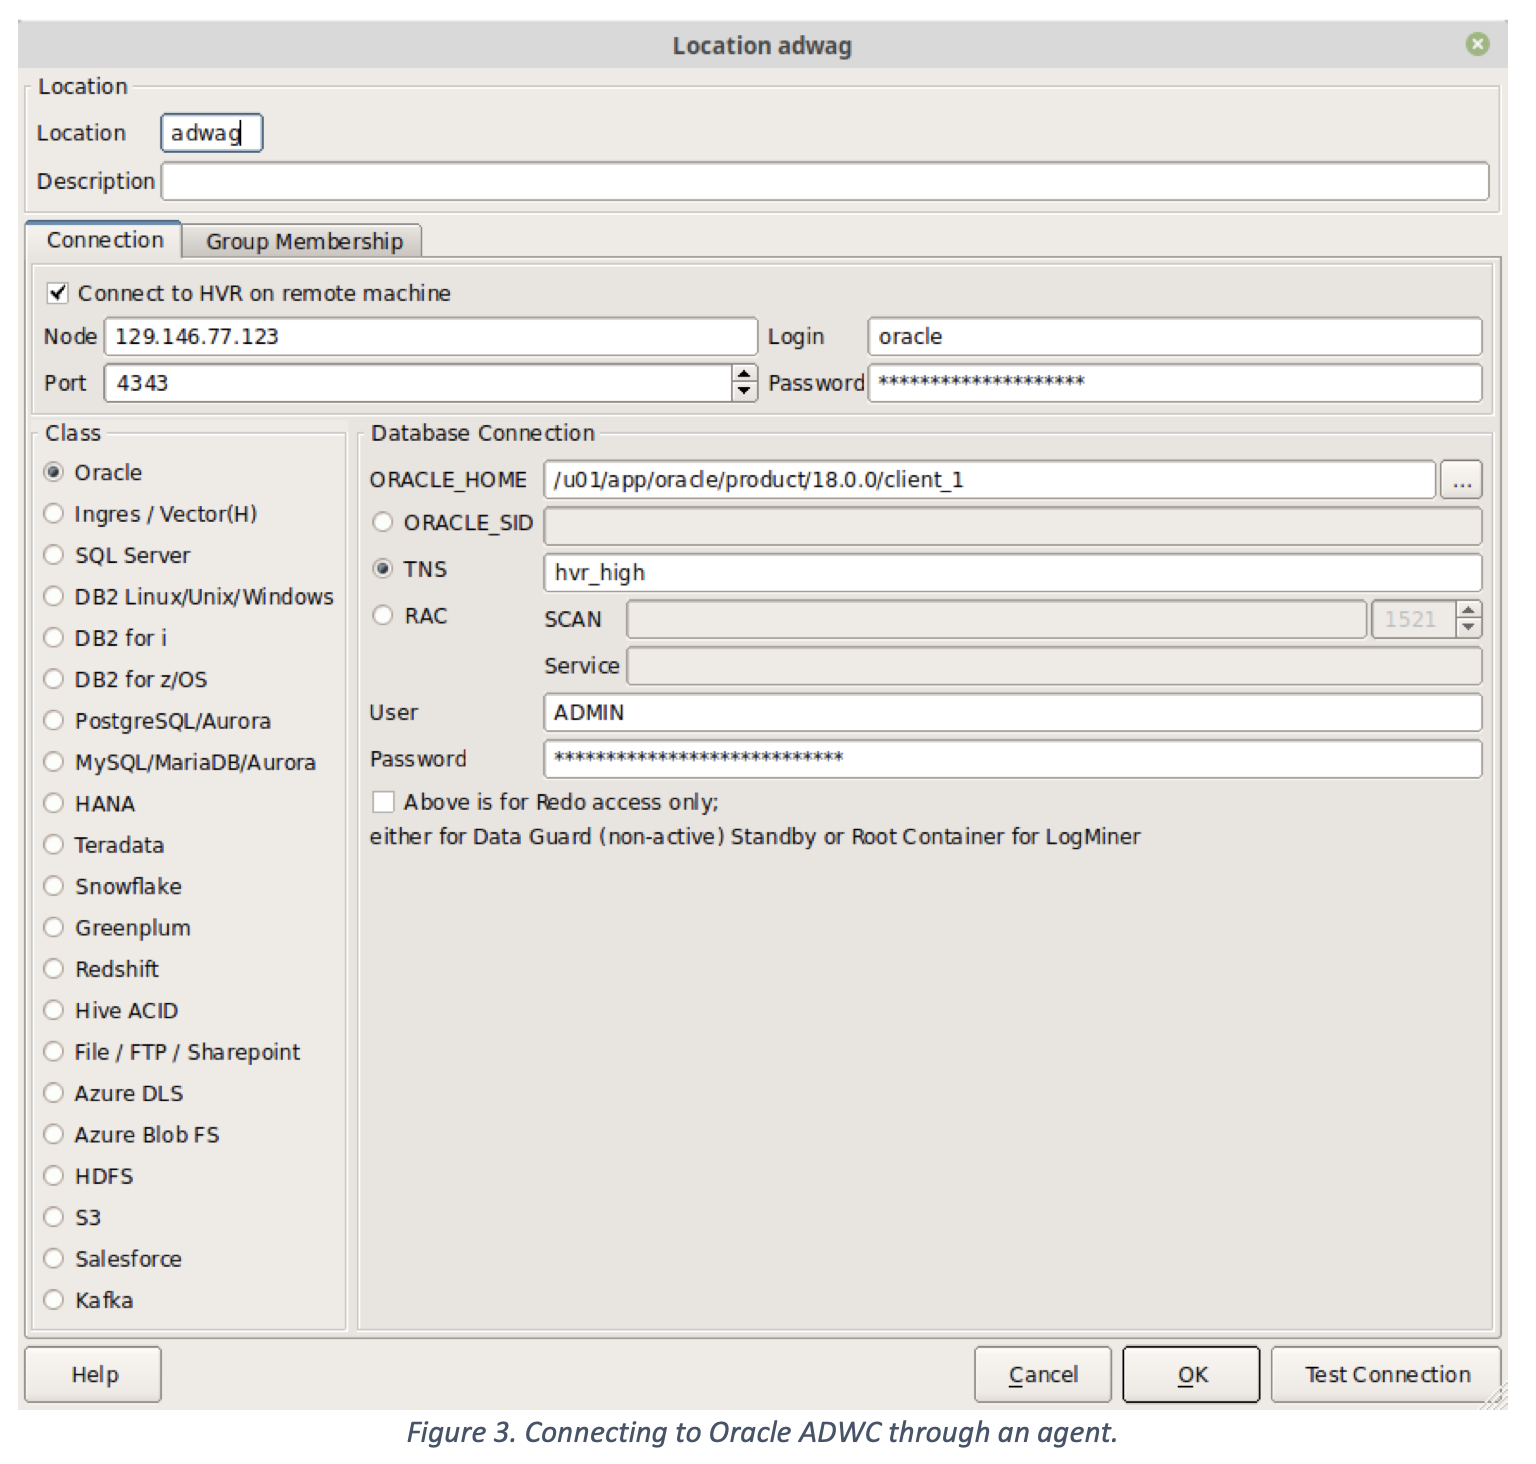 Location adwag
Location
Location adwag
Description
Connection Group Membership
Connect to HVR on remote machine
Node 129.146.77.123 Login oracle
Port 4343 Password ********************
Class
Oracle
Ingres / Vector(H)
SQL Server
DB2 Linux/Unix/Windows
DB2 for i
DB2 for z/OS
PostgreSQL/Aurora
MySQL/MariaDB/Aurora
HANA
Teradata
Snowflake
Greenplum
Redshift
Hive ACID
File / FTP / Sharepoint
Azure DLS
Azure Blob FS
HDFS
S3
Salesforce
Kafka
Database Connection
ORACLE_HOME /u01/app/oracle/product/18.0.0/client_1 ...
ORACLE_SID
TNS hvr_high
RAC SCAN 1521
Service
User ADMIN
Password ****************************
Above is for Redo access only;
either for Data Guard (non-active) Standby or Root Container for LogMiner
Help Cancel OK Test Connection
Figure 3. Connecting to Oracle ADWC through an agent.